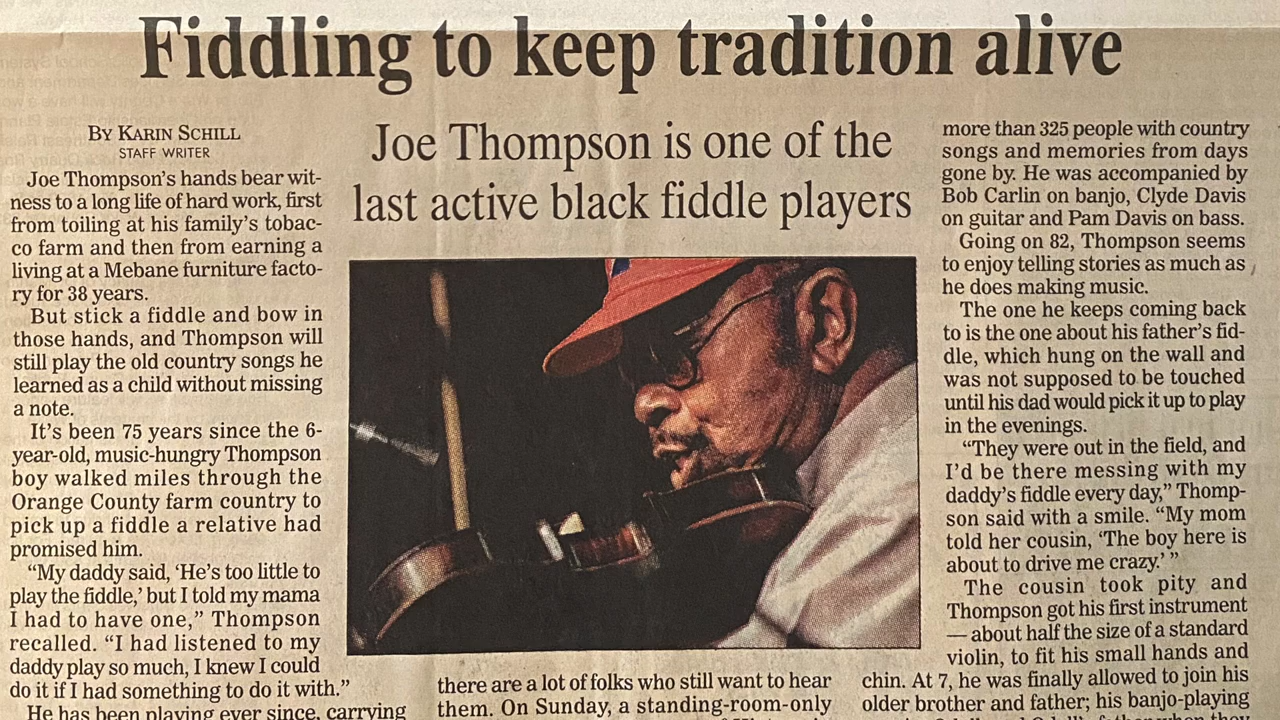 Fiddling to keep tradition alive
BY KARIN SCHILL
STAFF WRITER
Joe Thompson's hands bear wit-
ness to a long life of hard work, first
from toiling at his family's tobac-
co farm and then from earning a
living at a Mebane furniture facto-
ry for 38 years.
But stick a fiddle and bow in
those hands, and Thompson will
still play the old country songs he
learned as a child without missing
a note.
It's been 75 years since the 6-
year-old, music-hungry Thompson
boy walked miles through the
Orange County farm country to
pick up a fiddle a relative had
promised him.
“My daddy said, ‘He's too little to
play the fiddle,’ but I told my mama
I had to have one,” Thompson
recalled. “I had listened to my
daddy play so much, I knew I could
do it if I had something to do it with.”
He has been playing ever since, carrying
Joe Thompson is one of the
last active black fiddle players
there are a lot of folks who still want to hear
them. On Sunday, a standing-room-only
more than 325 people with country
songs and memories from days
gone by. He was accompanied by
Bob Carlin on banjo, Clyde Davis
on guitar and Pam Davis on bass.
Going on 82, Thompson seems
to enjoy telling stories as much as
he does making music.
The one he keeps coming back
to is the one about his father's fid-
dle, which hung on the wall and
was not supposed to be touched
until his dad would pick it up to play
in the evenings.
“They were out in the field, and
I'd be there messing with my
daddy's fiddle every day,” Thomp-
son said with a smile. “My mom
told her cousin, ‘The boy here is
about to drive me crazy.’ ”
The cousin took pity and
Thompson got his first instrument
— about half the size of a standard
violin, to fit his small hands and
chin. At 7, he was finally allowed to join his
older brother and father; his banjo-playing